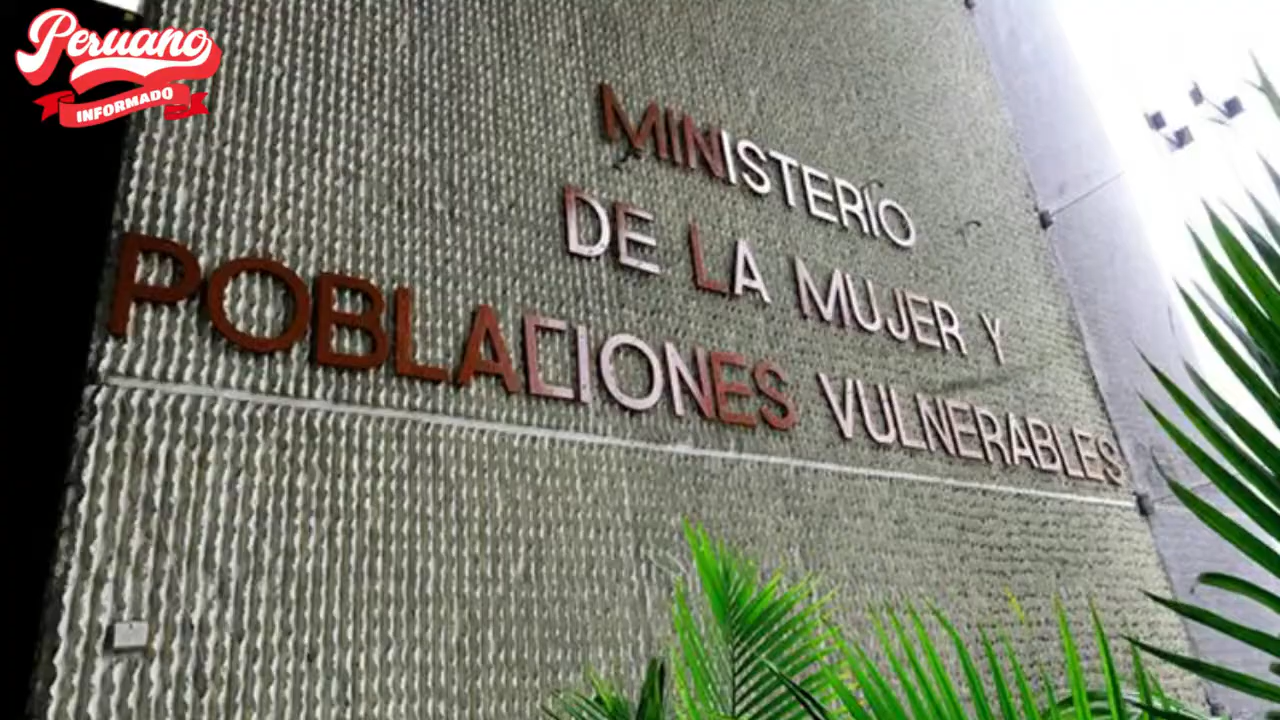 Peruano
INFORMADO
MINISTERIO
DE LA MUJER Y
POBLACIONES VULNERABLES